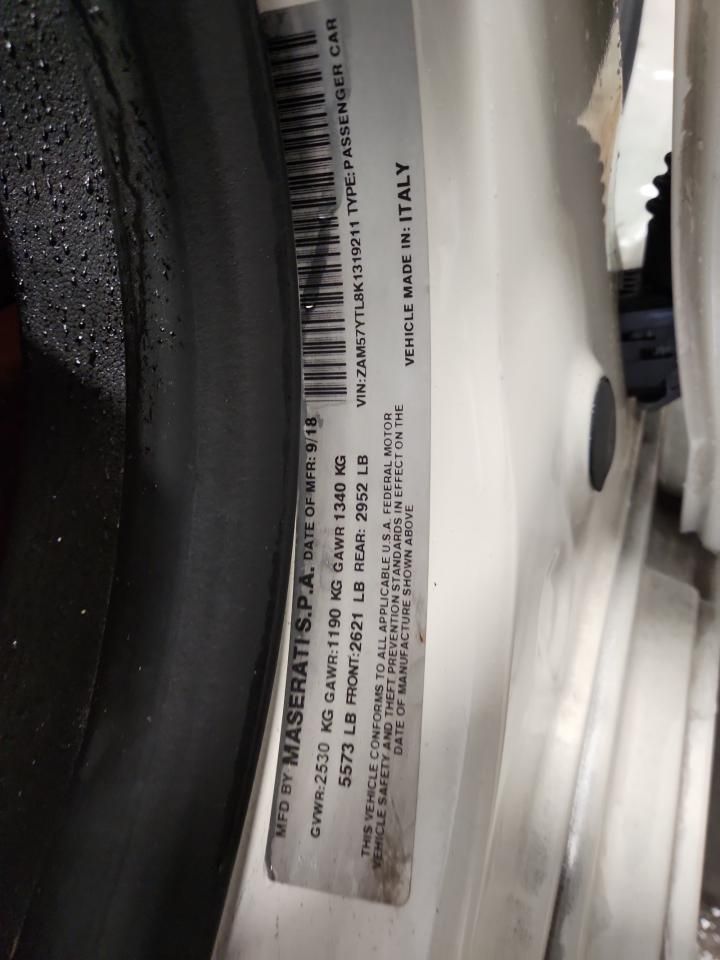 MFD BY MASERATI S.P.A. DATE OF MFR: 9/18
GVWR:2530 KG GAWR:1190 KG GAWR 1340 KG
5573 LB FRONT:2621 LB REAR: 2952 LB
VIN:ZAM57YTL8K1319211 TYPE: PASSENGER CAR
THIS VEHICLE CONFORMS TO ALL APPLICABLE U.S.A. FEDERAL MOTOR
VEHICLE SAFETY AND THEFT PREVENTION STANDARDS IN EFFECT ON THE
DATE OF MANUFACTURE SHOWN ABOVE
VEHICLE MADE IN: ITALY